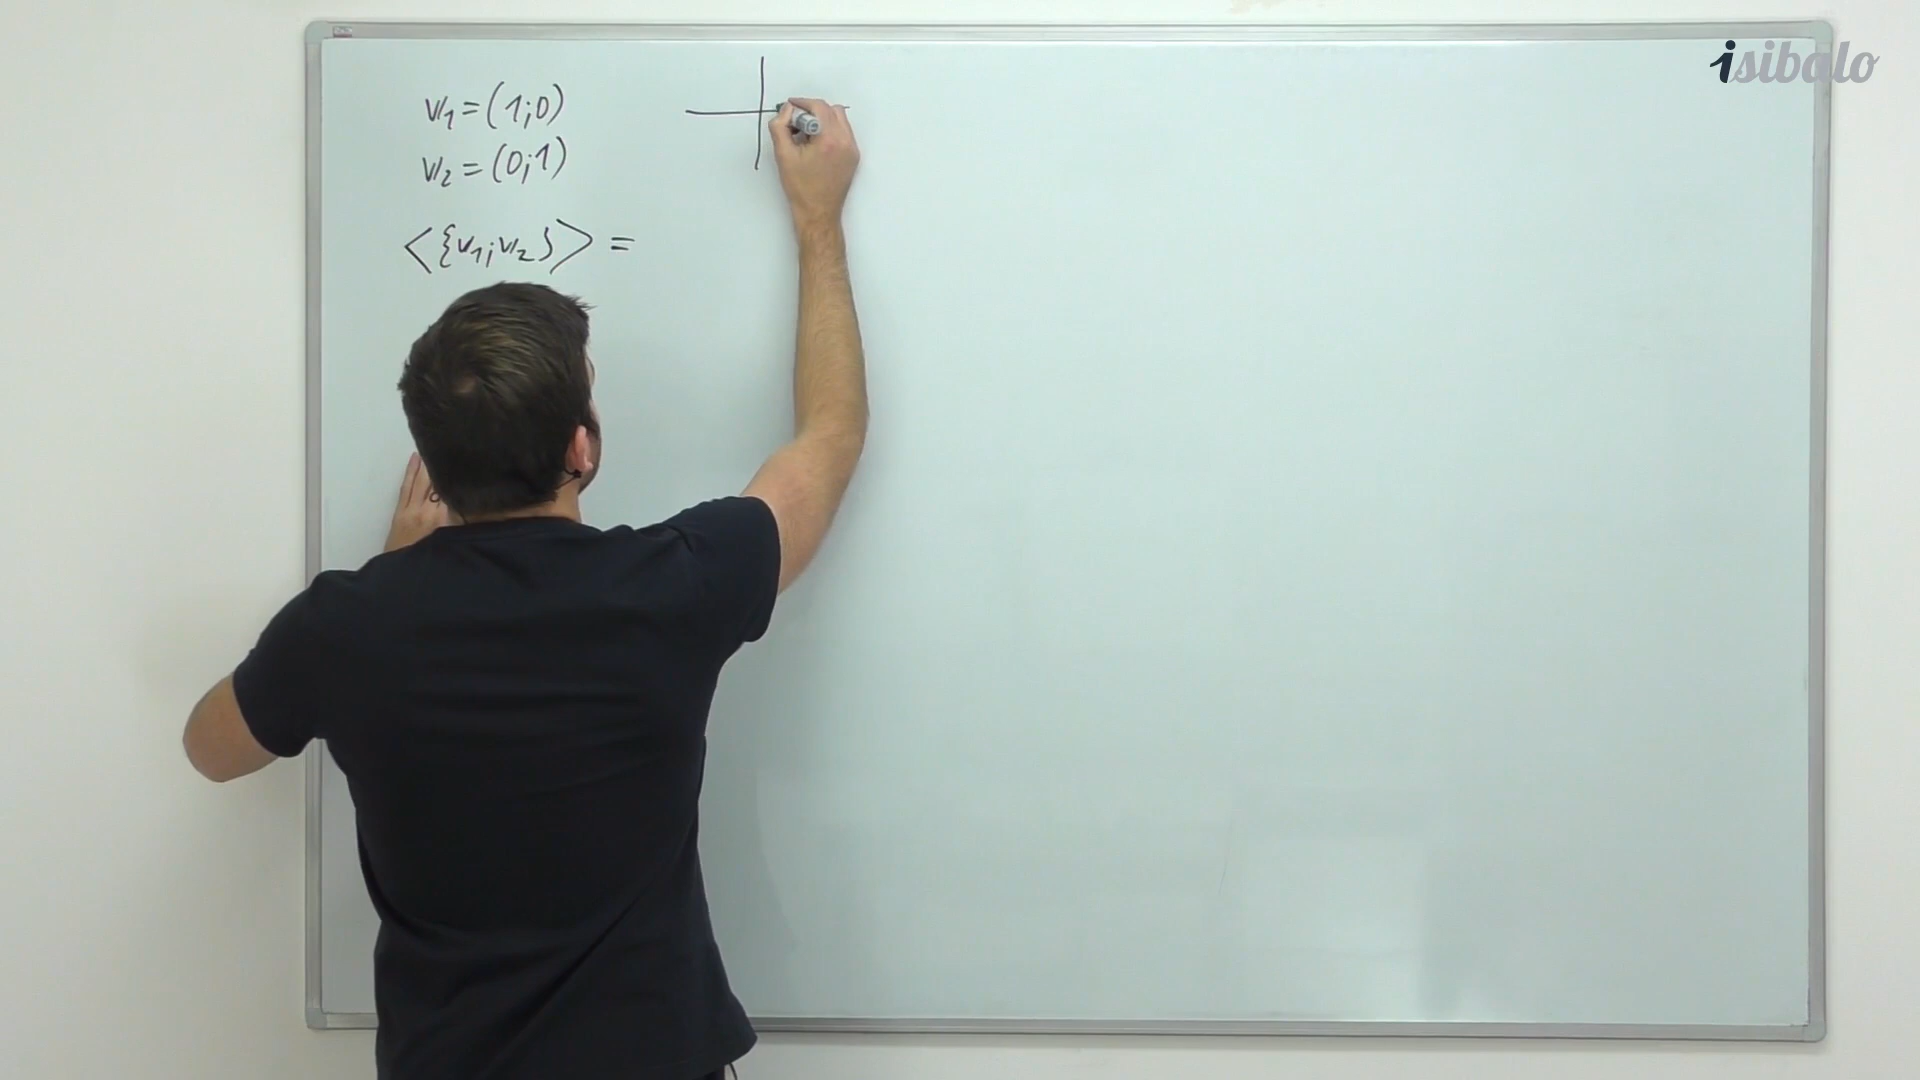 isibalo
v₁ = (1;0)
v₂ = (0;1)
⟨{v₁;v₂}⟩ =